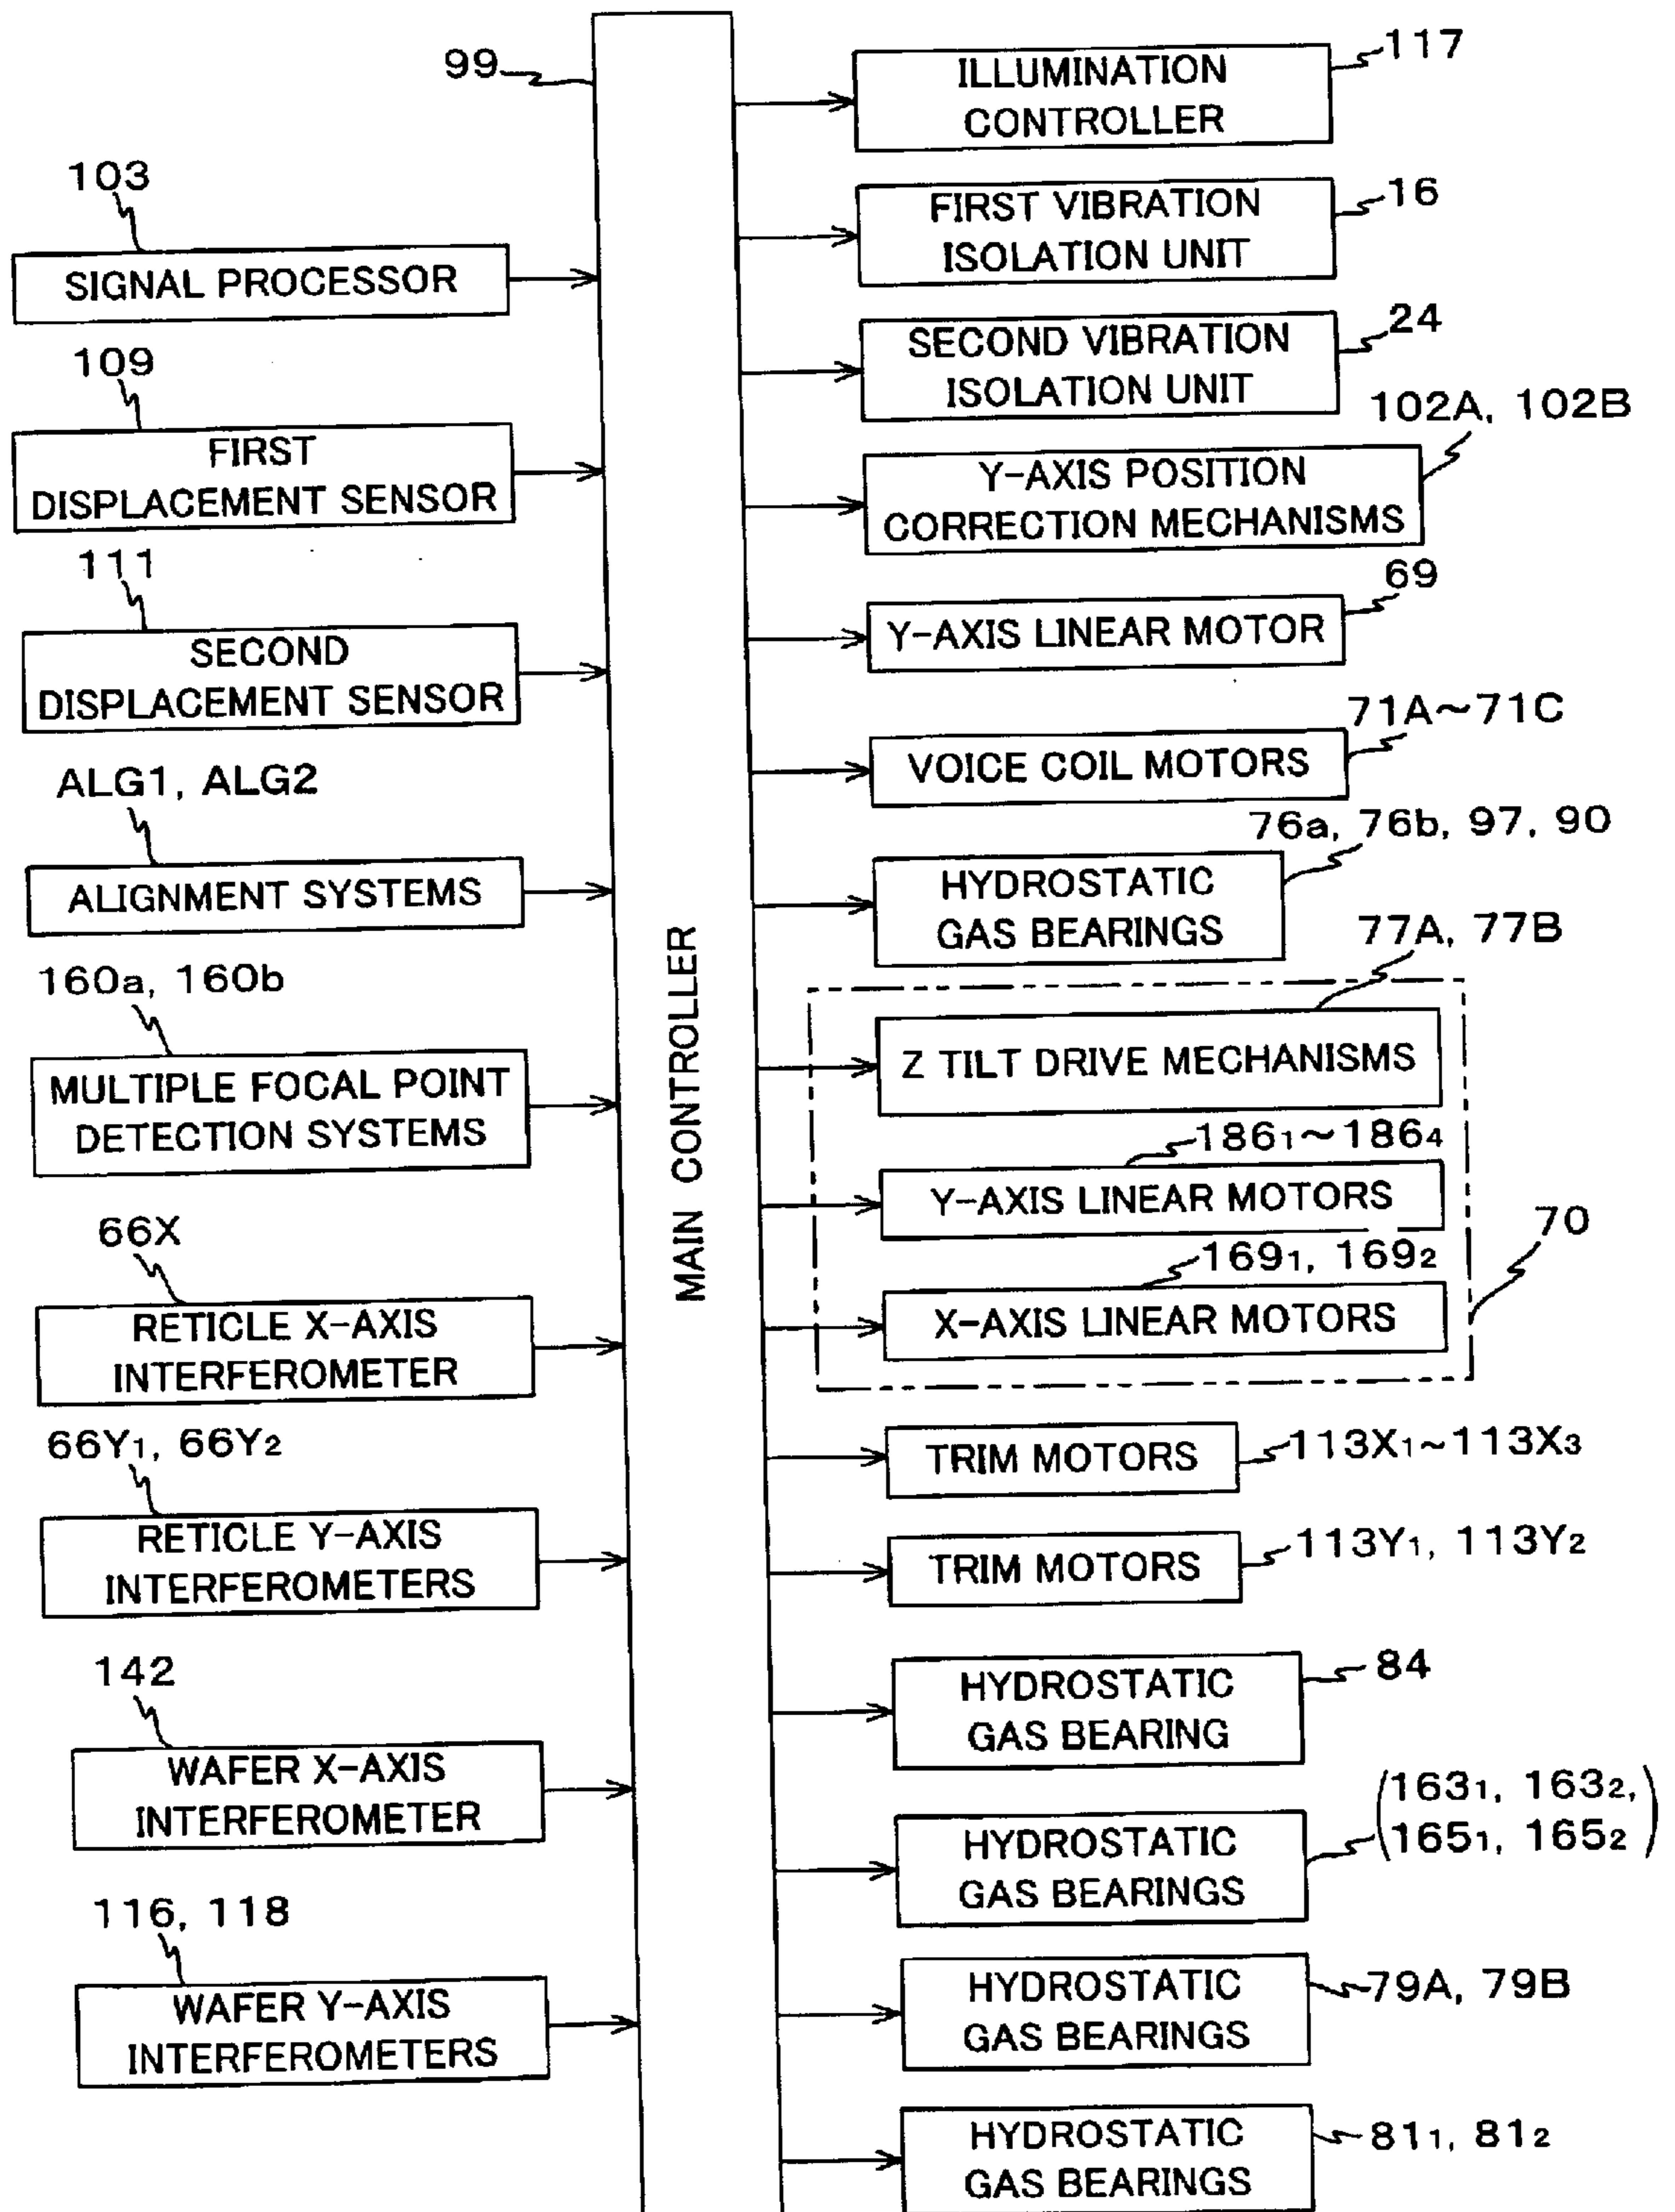 99
117
ILLUMINATION
CONTROLLER
103
SIGNAL PROCESSOR
16
FIRST VIBRATION
ISOLATION UNIT
109
FIRST
DISPLACEMENT SENSOR
24
SECOND VIBRATION
ISOLATION UNIT
102A, 102B
Y-AXIS POSITION
CORRECTION MECHANISMS
111
SECOND
DISPLACEMENT SENSOR
69
Y-AXIS LINEAR MOTOR
71A~71C
VOICE COIL MOTORS
ALG1, ALG2
ALIGNMENT SYSTEMS
76a, 76b, 97, 90
HYDROSTATIC
GAS BEARINGS
MAIN CONTROLLER
160a, 160b
MULTIPLE FOCAL POINT
DETECTION SYSTEMS
77A, 77B
Z TILT DRIVE MECHANISMS
186₁~186₄
Y-AXIS LINEAR MOTORS
70
169₁, 169₂
X-AXIS LINEAR MOTORS
66X
RETICLE X-AXIS
INTERFEROMETER
66Y₁, 66Y₂
RETICLE Y-AXIS
INTERFEROMETERS
TRIM MOTORS
113X₁~113X₃
TRIM MOTORS
113Y₁, 113Y₂
142
WAFER X-AXIS
INTERFEROMETER
84
HYDROSTATIC
GAS BEARING
(163₁, 163₂,
165₁, 165₂)
HYDROSTATIC
GAS BEARINGS
116, 118
WAFER Y-AXIS
INTERFEROMETERS
79A, 79B
HYDROSTATIC
GAS BEARINGS
81₁, 81₂
HYDROSTATIC
GAS BEARINGS